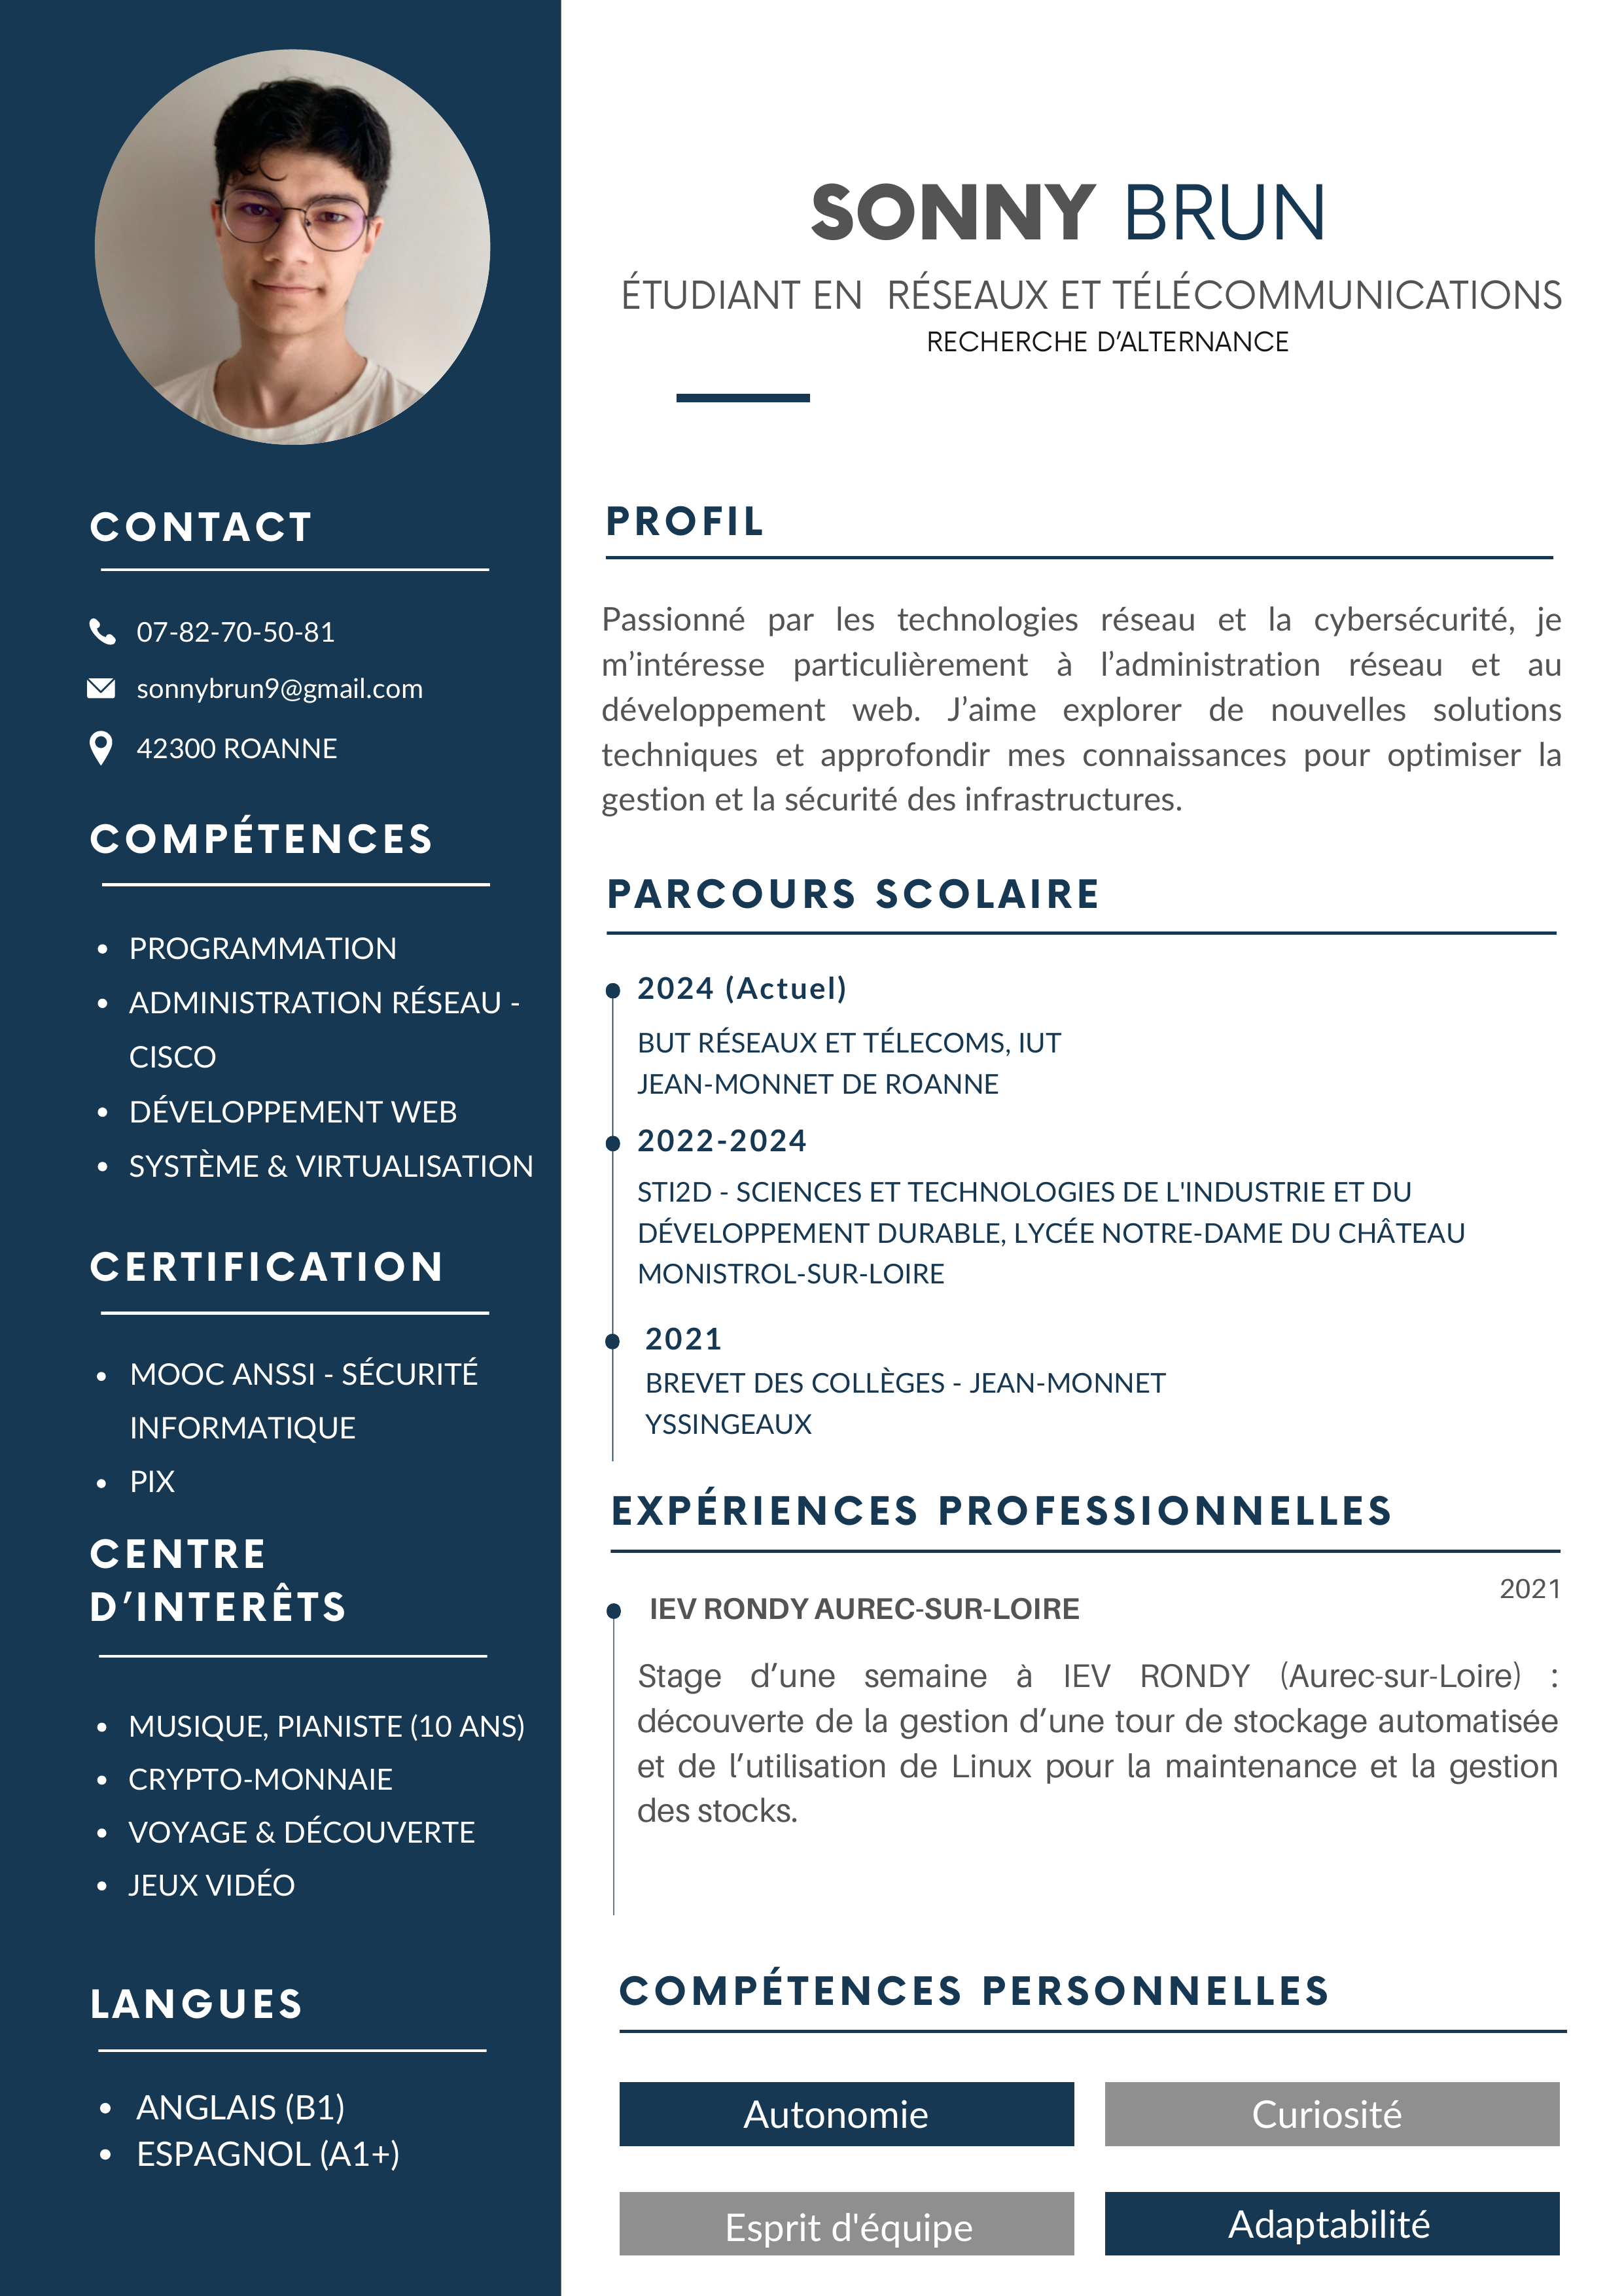 SONNY BRUN
ÉTUDIANT EN RÉSEAUX ET TÉLÉCOMMUNICATIONS
RECHERCHE D’ALTERNANCE
CONTACT
07-82-70-50-81
sonnybrun9@gmail.com
42300 ROANNE
COMPÉTENCES
• PROGRAMMATION
• ADMINISTRATION RÉSEAU -
CISCO
• DÉVELOPPEMENT WEB
• SYSTÈME & VIRTUALISATION
CERTIFICATION
• MOOC ANSSI - SÉCURITÉ
INFORMATIQUE
• PIX
CENTRE
D’INTERÊTS
• MUSIQUE, PIANISTE (10 ANS)
• CRYPTO-MONNAIE
• VOYAGE & DÉCOUVERTE
• JEUX VIDÉO
LANGUES
• ANGLAIS (B1)
• ESPAGNOL (A1+)
PROFIL
Passionné par les technologies réseau et la cybersécurité, je
m’intéresse particulièrement à l’administration réseau et au
développement web. J’aime explorer de nouvelles solutions
techniques et approfondir mes connaissances pour optimiser la
gestion et la sécurité des infrastructures.
PARCOURS SCOLAIRE
2024 (Actuel)
BUT RÉSEAUX ET TÉLECOMS, IUT
JEAN-MONNET DE ROANNE
2022-2024
STI2D - SCIENCES ET TECHNOLOGIES DE L'INDUSTRIE ET DU
DÉVELOPPEMENT DURABLE, LYCÉE NOTRE-DAME DU CHÂTEAU
MONISTROL-SUR-LOIRE
2021
BREVET DES COLLÈGES - JEAN-MONNET
YSSINGEAUX
EXPÉRIENCES PROFESSIONNELLES
2021
IEV RONDY AUREC-SUR-LOIRE
Stage d’une semaine à IEV RONDY (Aurec-sur-Loire) :
découverte de la gestion d’une tour de stockage automatisée
et de l’utilisation de Linux pour la maintenance et la gestion
des stocks.
COMPÉTENCES PERSONNELLES
Autonomie
Curiosité
Esprit d'équipe
Adaptabilité